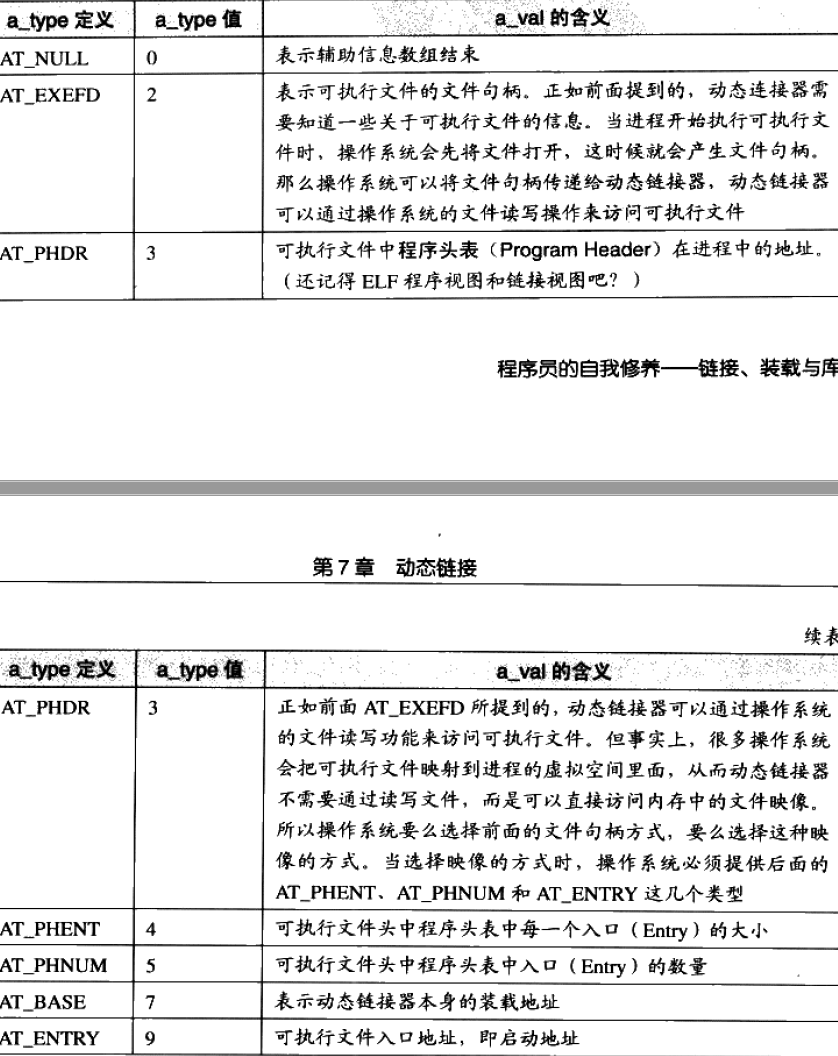 a_type 定义 a_type 值 a_val 的含义
AT_NULL 0 表示辅助信息数组结束
AT_EXEFD 2 表示可执行文件的文件句柄。正如前面提到的，动态连接器需
要知道一些关于可执行文件的信息。当进程开始执行可执行文
件时，操作系统会先将文件打开，这时候就会产生文件句柄。
那么操作系统可以将文件句柄传递给动态链接器，动态链接器
可以通过操作系统的文件读写操作来访问可执行文件
AT_PHDR 3 可执行文件中程序头表（Program Header）在进程中的地址。
（还记得 ELF 程序视图和链接视图吧？）
程序员的自我修养——链接、装载与库
第 7 章 动态链接
续表
a_type 定义 a_type 值 a_val 的含义
AT_PHDR 3 正如前面 AT_EXEFD 所提到的，动态链接器可以通过操作系统
的文件读写功能来访问可执行文件。但事实上，很多操作系统
会把可执行文件映射到进程的虚拟空间里面，从而动态链接器
不需要通过读写文件，而是可以直接访问内存中的文件映像。
所以操作系统要么选择前面的文件句柄方式，要么选择这种映
像的方式。当选择映像的方式时，操作系统必须提供后面的
AT_PHENT、AT_PHNUM 和 AT_ENTRY 这几个类型
AT_PHENT 4 可执行文件头中程序头表中每一个入口（Entry）的大小
AT_PHNUM 5 可执行文件头中程序头表中入口（Entry）的数量
AT_BASE 7 表示动态链接器本身的装载地址
AT_ENTRY 9 可执行文件入口地址，即启动地址